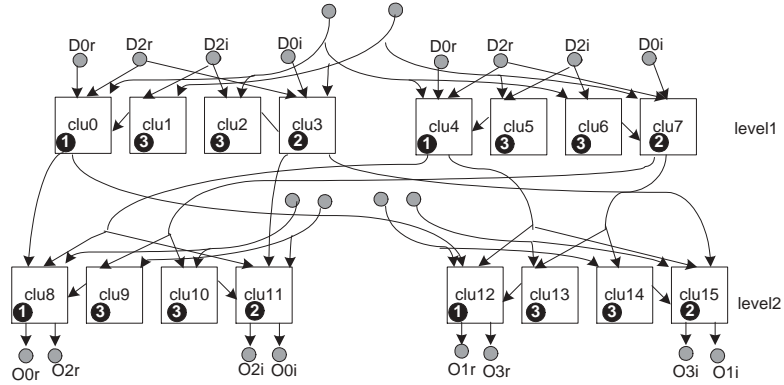 D0r D2r D2i D0i D0r D2r D2i D0i
clu0 clu1 clu2 clu3 clu4 clu5 clu6 clu7 level1
1 3 3 2 1 3 3 2
clu8 clu9 clu10 clu11 clu12 clu13 clu14 clu15 level2
1 3 3 2 1 3 3 2
O0r O2r O2i O0i O1r O3r O3i O1i